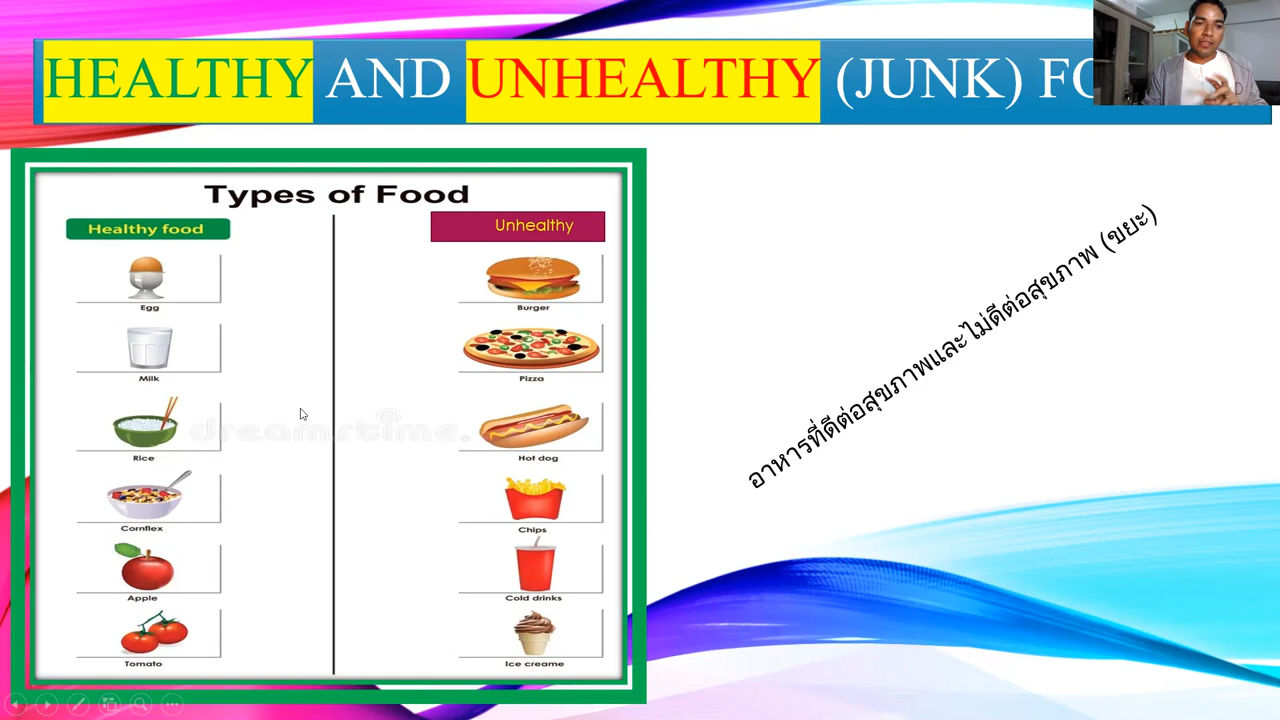 HEALTHY AND UNHEALTHY (JUNK)
Types of Food
Healthy food
Unhealthy
Egg
Burger
Milk
Pizza
dreamstime.
Rice
Hot dog
Cornflex
Chips
Apple
Cold drinks
Tomato
Ice creame
อาหารที่ดีต่อสุขภาพและไม่ดีต่อสุขภาพ (ขยะ)